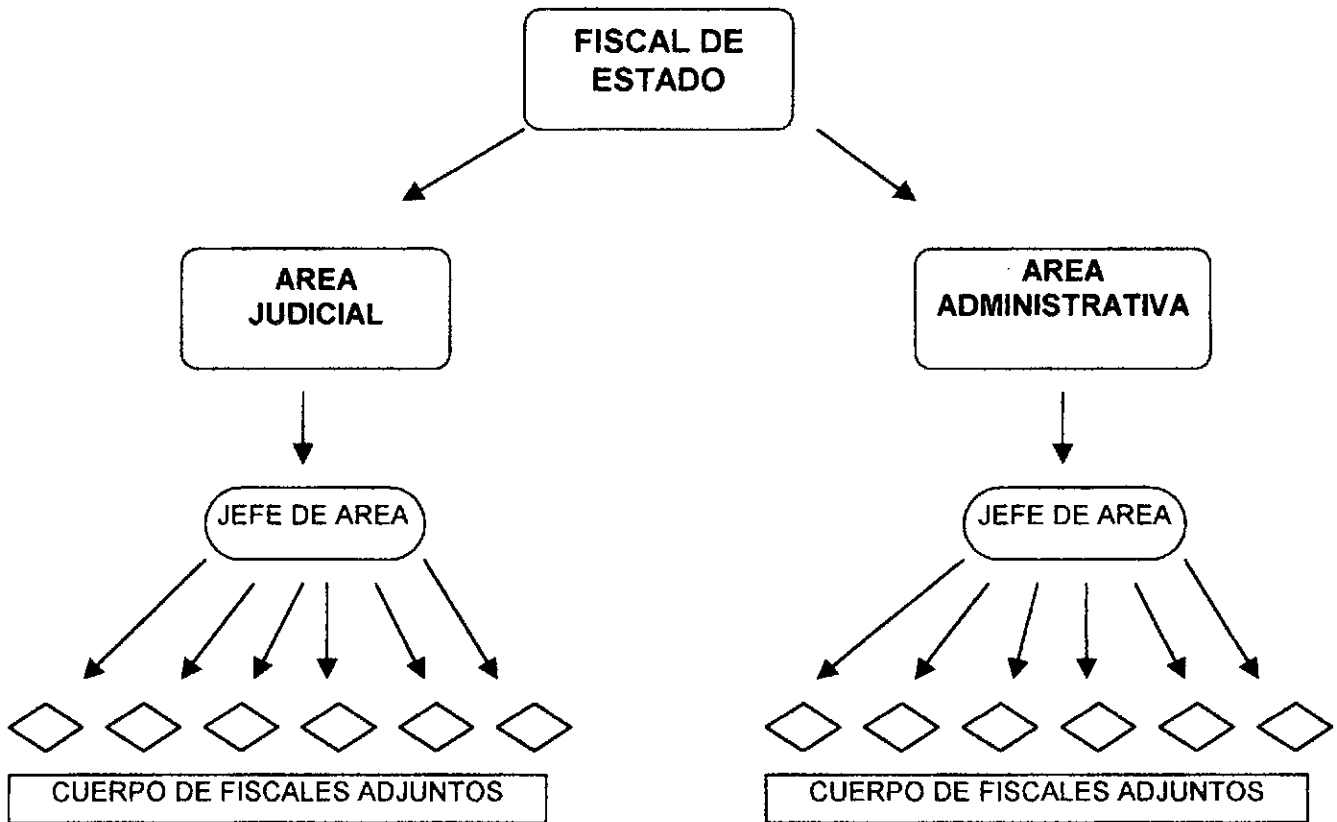 FISCAL DE
ESTADO
AREA
JUDICIAL
AREA
ADMINISTRATIVA
JEFE DE AREA
JEFE DE AREA
CUERPO DE FISCALES ADJUNTOS
CUERPO DE FISCALES ADJUNTOS